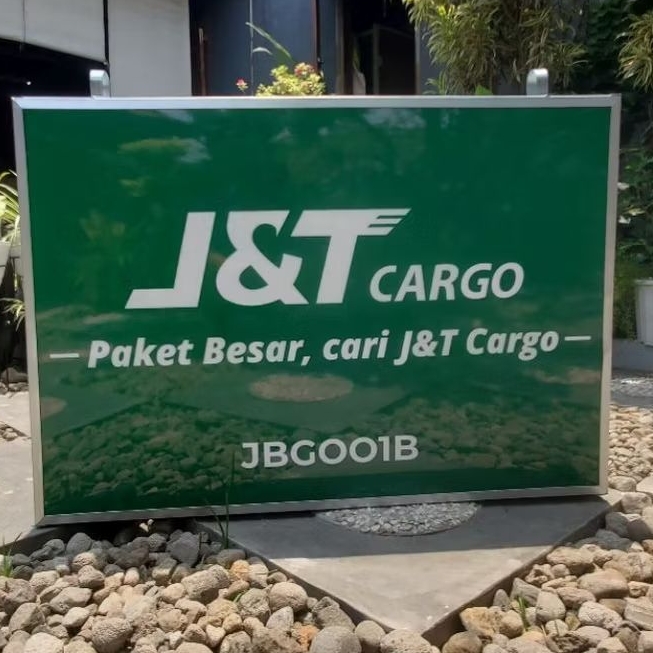 J&T CARGO
— Paket Besar, cari J&T Cargo —
JBG001B